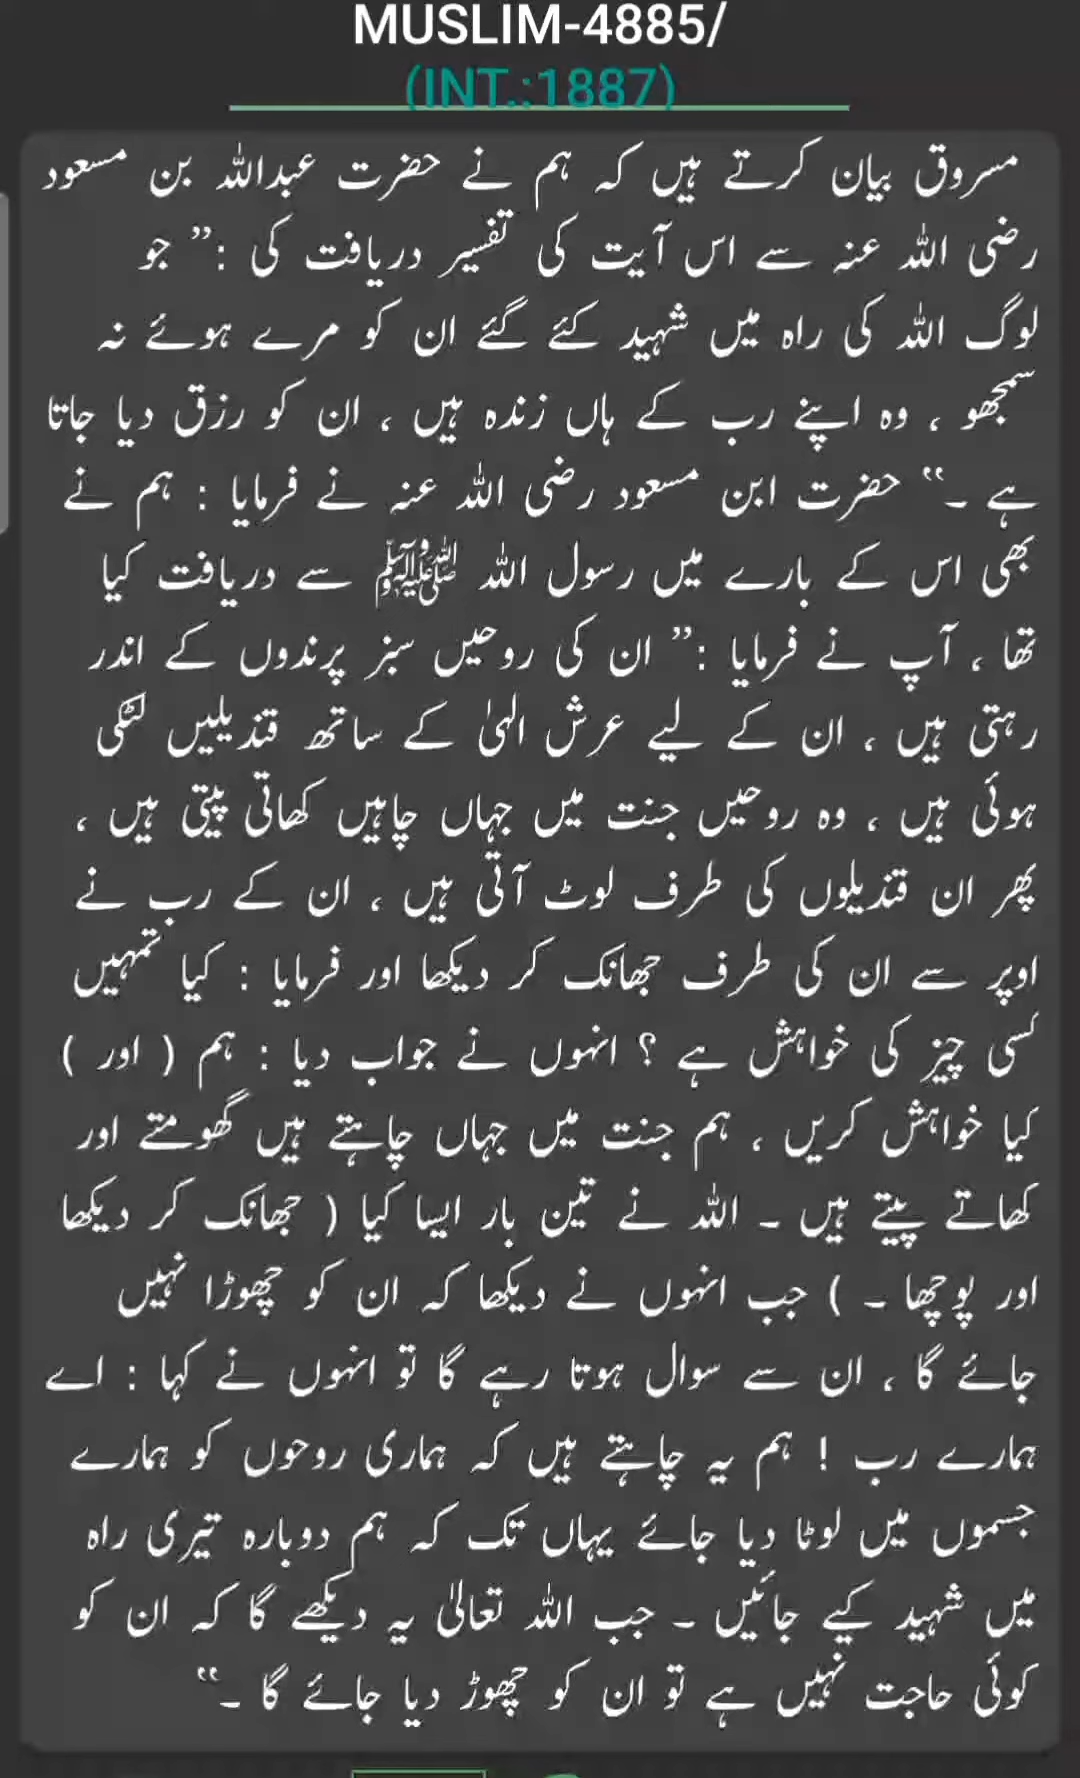 MUSLIM-4885/
(INT.:1887)
مسروق بیان کرتے ہیں کہ ہم نے حضرت عبداللہ بن مسعود
رضی اللہ عنہ سے اس آیت کی تفسیر دریافت کی :’’ جو
لوگ اللہ کی راہ میں شہید کئے گئے ان کو مرے ہوئے نہ
سمجھو ، وہ اپنے رب کے ہاں زندہ ہیں ، ان کو رزق دیا جاتا
ہے ۔‘‘ حضرت ابن مسعود رضی اللہ عنہ نے فرمایا : ہم نے
بھی اس کے بارے میں رسول اللہ ﷺ سے دریافت کیا
تھا ، آپ نے فرمایا :’’ ان کی روحیں سبز پرندوں کے اندر
رہتی ہیں ، ان کے لیے عرش الہیٰ کے ساتھ قندیلیں لٹکی
ہوئی ہیں ، وہ روحیں جنت میں جہاں چاہیں کھاتی پیتی ہیں ،
پھر ان قندیلوں کی طرف لوٹ آتی ہیں ، ان کے رب نے
اوپر سے ان کی طرف جھانک کر دیکھا اور فرمایا : کیا تمہیں
کسی چیز کی خواہش ہے ؟ انہوں نے جواب دیا : ہم ( اور )
کیا خواہش کریں ، ہم جنت میں جہاں چاہتے ہیں گھومتے اور
کھاتے پیتے ہیں ۔ اللہ نے تین بار ایسا کیا ( جھانک کر دیکھا
اور پوچھا ۔ ) جب انہوں نے دیکھا کہ ان کو چھوڑا نہیں
جائے گا ، ان سے سوال ہوتا رہے گا تو انہوں نے کہا : اے
ہمارے رب ! ہم یہ چاہتے ہیں کہ ہماری روحوں کو ہمارے
جسموں میں لوٹا دیا جائے یہاں تک کہ ہم دوبارہ تیری راہ
میں شہید کیے جائیں ۔ جب اللہ تعالیٰ یہ دیکھے گا کہ ان کو
کوئی حاجت نہیں ہے تو ان کو چھوڑ دیا جائے گا ۔‘‘